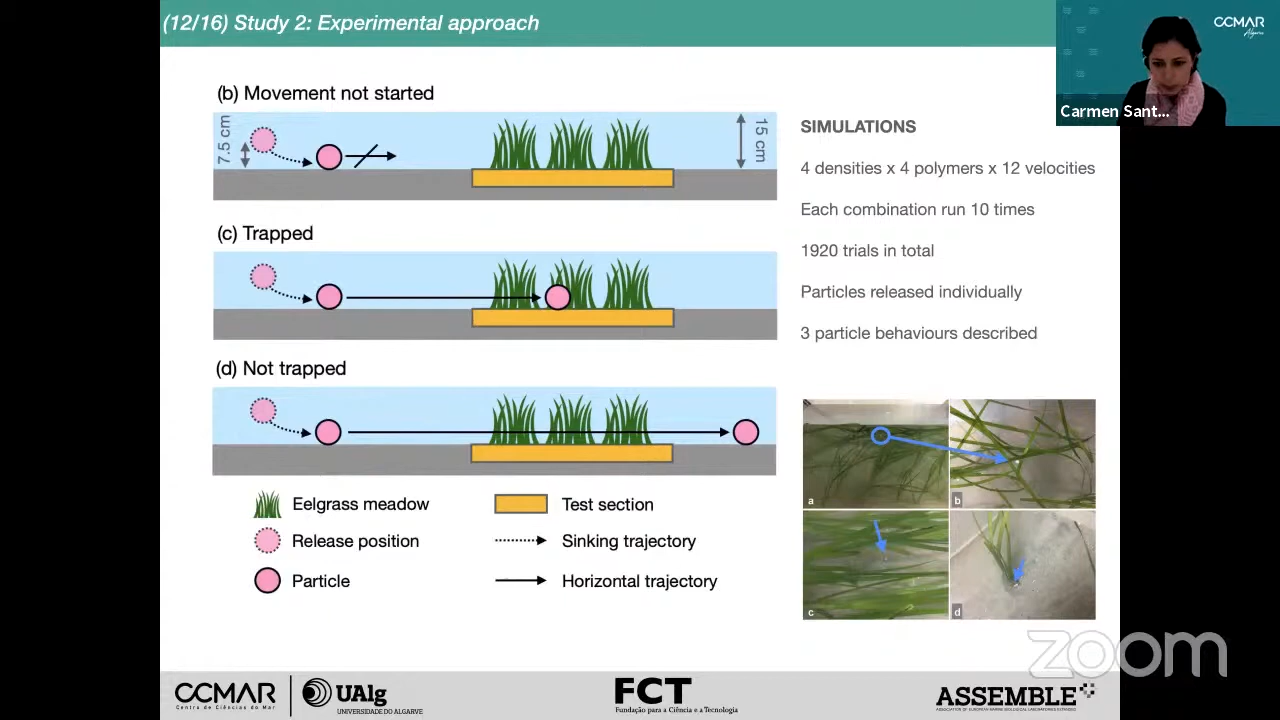 (12/16) Study 2: Experimental approach
CCMAR
Algarve
Carmen Sant...
(b) Movement not started
7.5 cm
15 cm
(c) Trapped
(d) Not trapped
Eelgrass meadow
Test section
Release position
Sinking trajectory
Particle
Horizontal trajectory
SIMULATIONS
4 densities x 4 polymers x 12 velocities
Each combination run 10 times
1920 trials in total
Particles released individually
3 particle behaviours described
a
b
c
d
zoom
CCMAR
Centro de Ciências do Mar
UAlg
UNIVERSIDADE DO ALGARVE
FCT
Fundação para a Ciência e a Tecnologia
ASSEMBLE
ASSOCIATION OF EUROPEAN MARINE BIOLOGICAL LABORATORIES EXPANDED